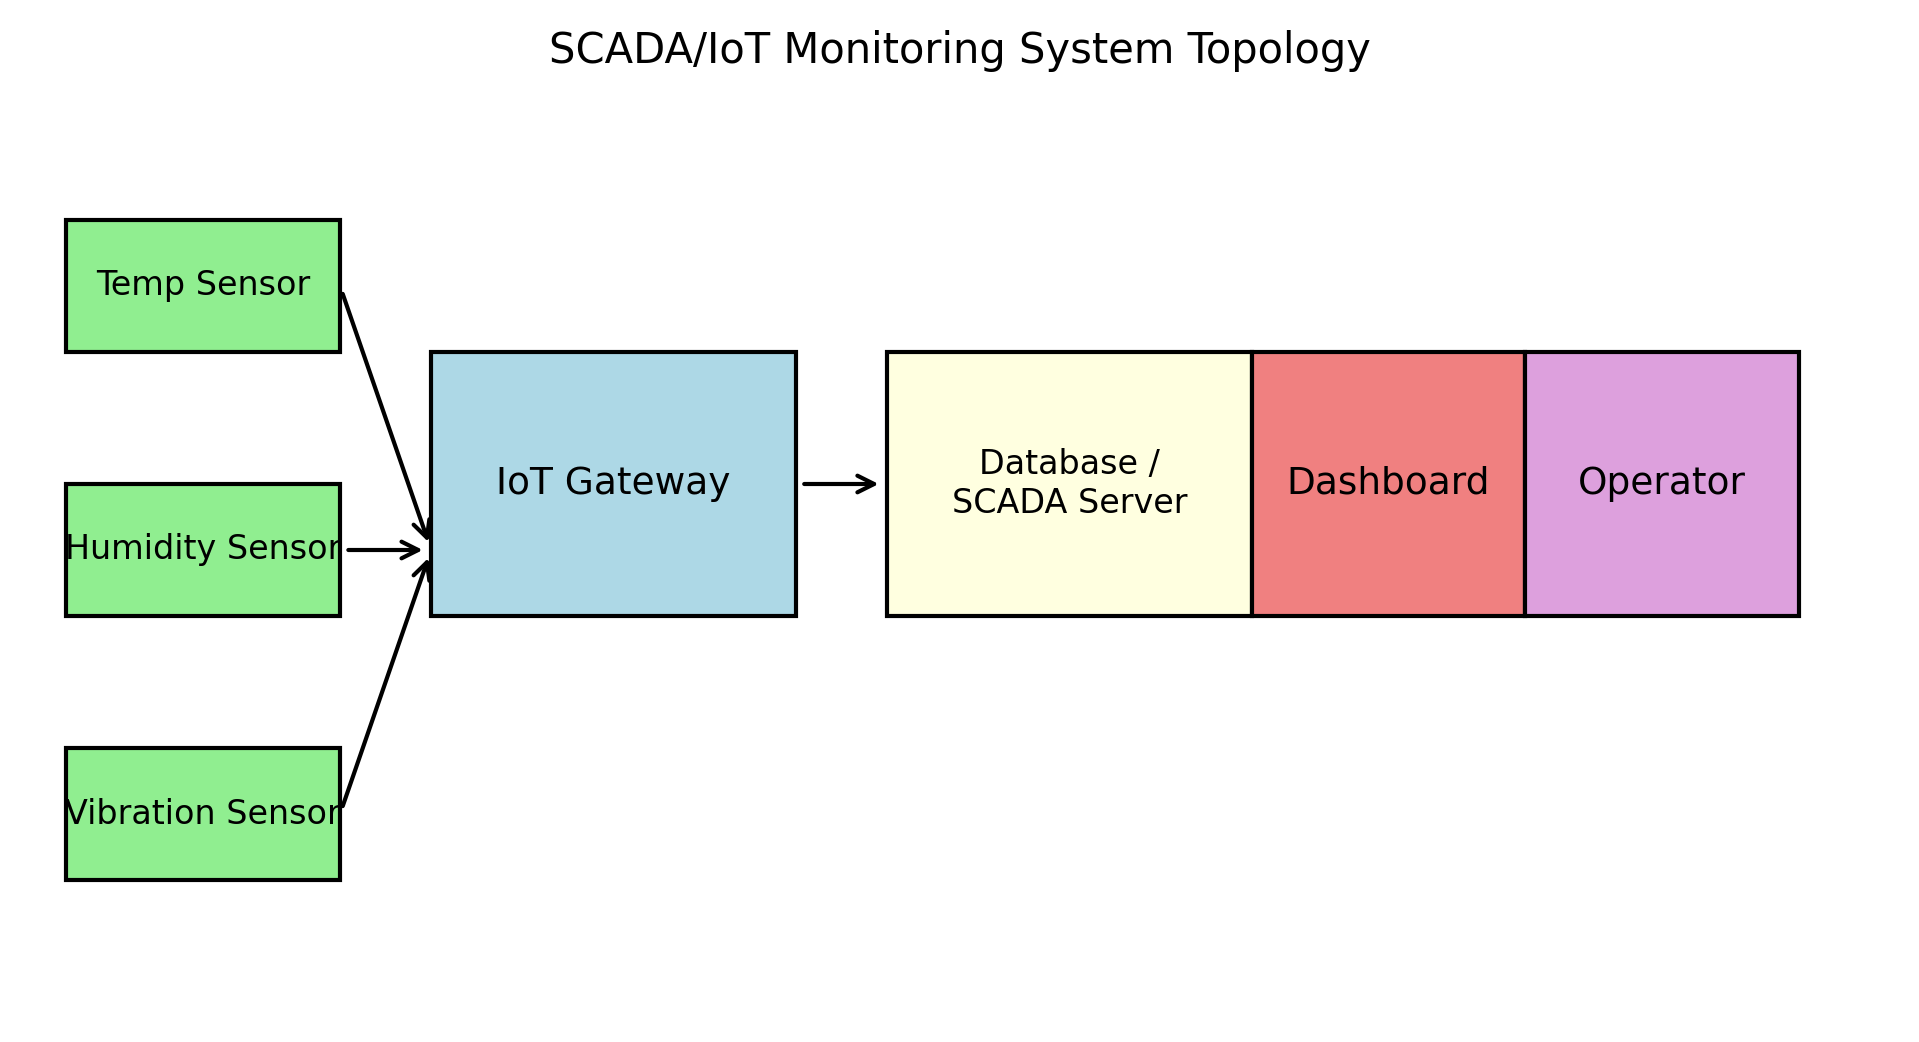 SCADA/IoT Monitoring System Topology
Temp Sensor
Humidity Sensor
Vibration Sensor
IoT Gateway
Database /
SCADA Server
Dashboard
Operator